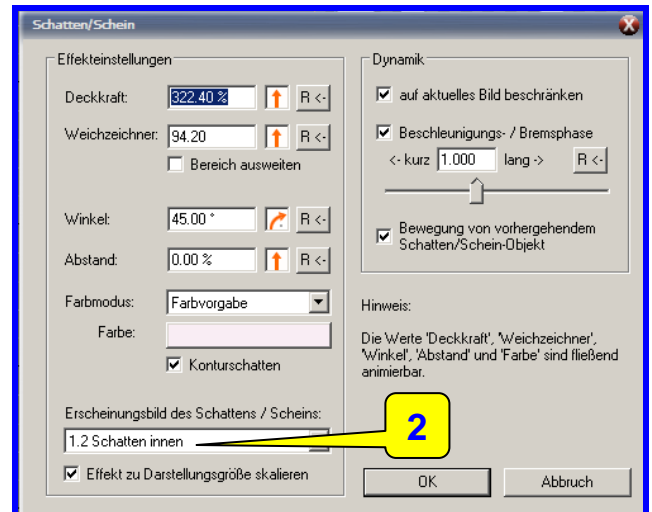 Schatten/Schein
Effekteinstellungen
Deckkraft: 322.40 % R <-
Weichzeichner: 94.20 R <-
Bereich ausweiten
Winkel: 45.00 ° R <-
Abstand: 0.00 % R <-
Farbmodus: Farbvorgabe
Farbe:
Konturschatten
Erscheinungsbild des Schattens / Scheins:
1.2 Schatten innen
Effekt zu Darstellungsgröße skalieren
Dynamik
auf aktuelles Bild beschränken
Beschleunigungs- / Bremsphase
<- kurz 1.000 lang -> R <-
Bewegung von vorhergehendem
Schatten/Schein-Objekt
Hinweis:
Die Werte 'Deckkraft', 'Weichzeichner',
'Winkel', 'Abstand' und 'Farbe' sind fließend
animierbar.
2
OK Abbruch